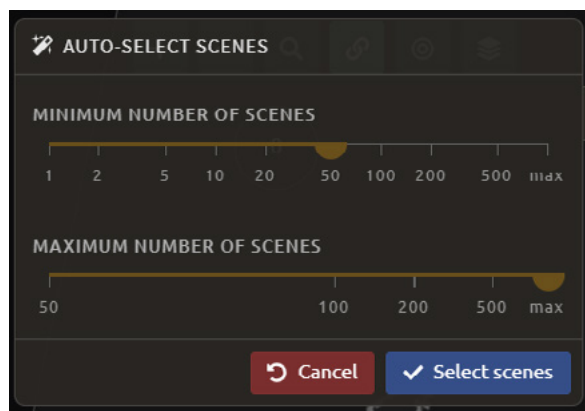 AUTO-SELECT SCENES
MINIMUM NUMBER OF SCENES
1 2 5 10 20 50 100 200 500 max
MAXIMUM NUMBER OF SCENES
50 100 200 500 max
Cancel Select scenes